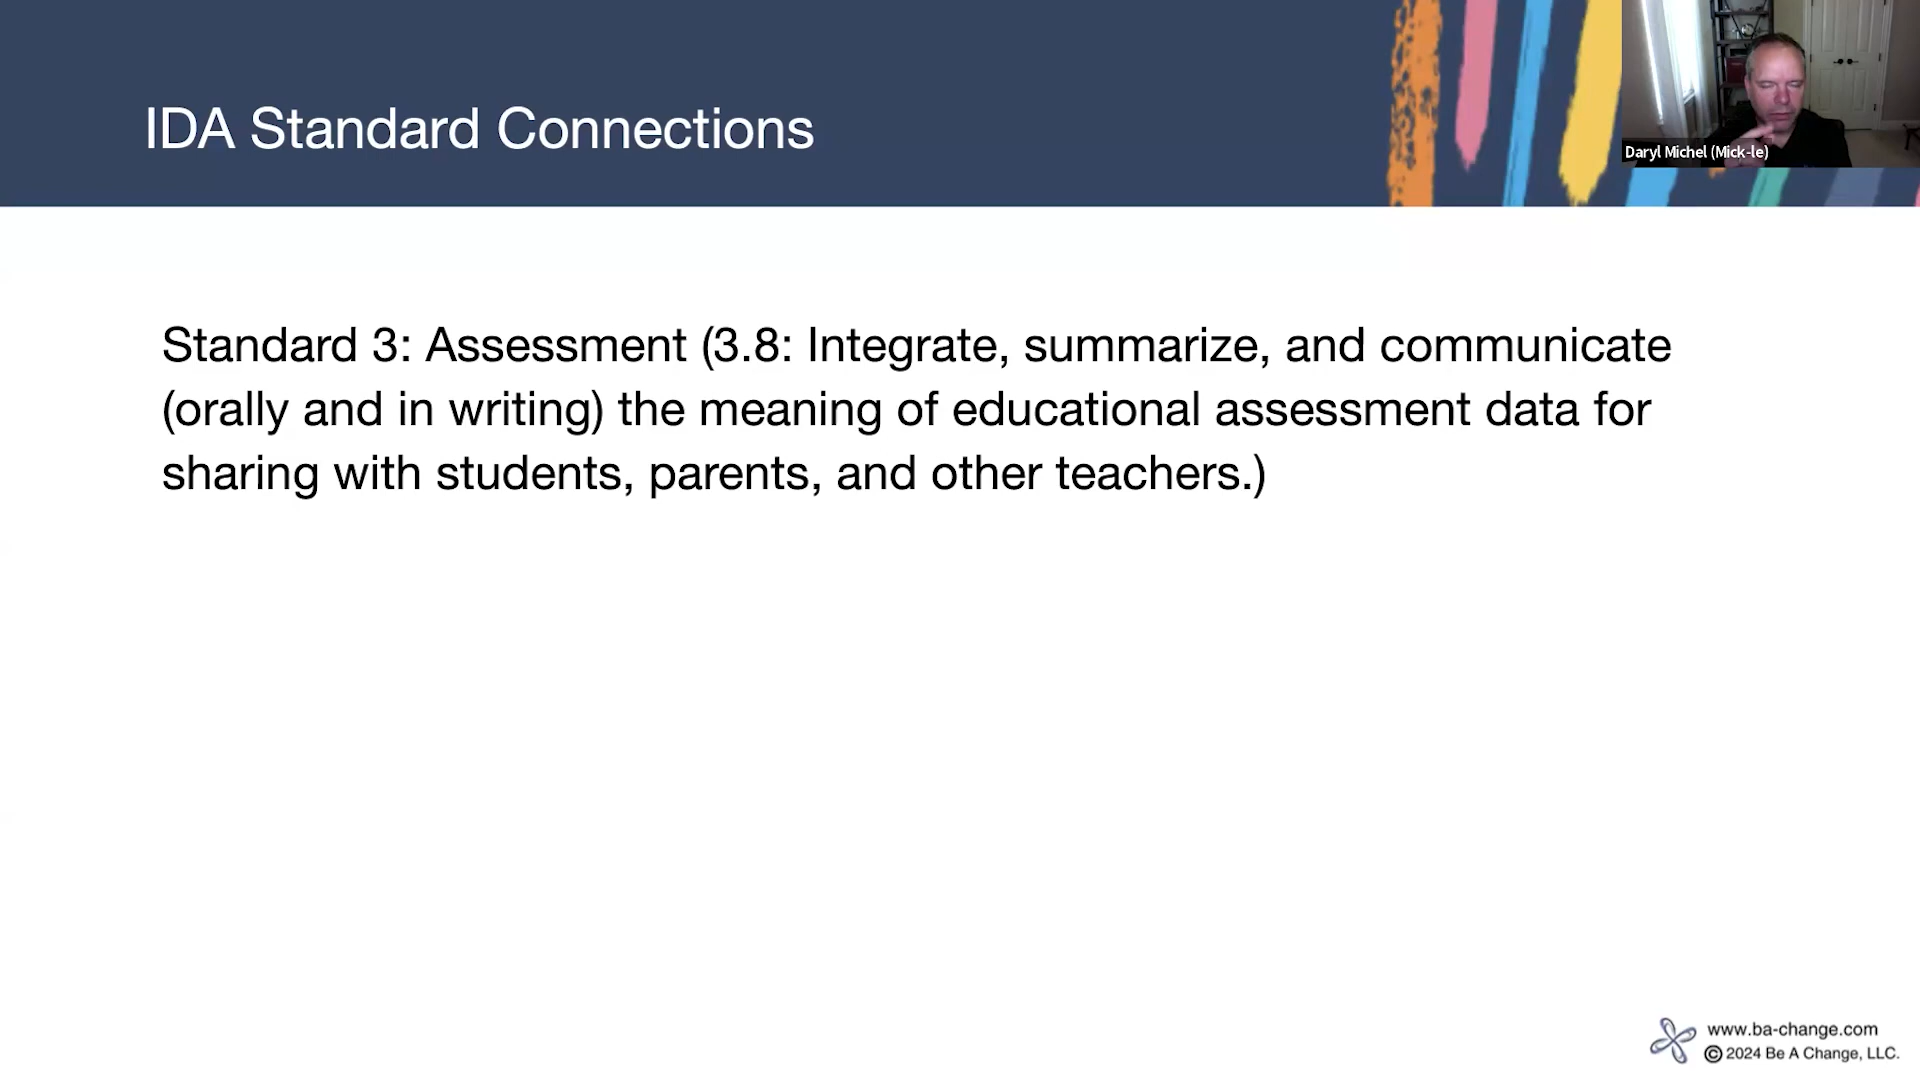 IDA Standard Connections
Daryl Michel (Mick-le)
Standard 3: Assessment (3.8: Integrate, summarize, and communicate
(orally and in writing) the meaning of educational assessment data for
sharing with students, parents, and other teachers.)
www.ba-change.com
© 2024 Be A Change, LLC.